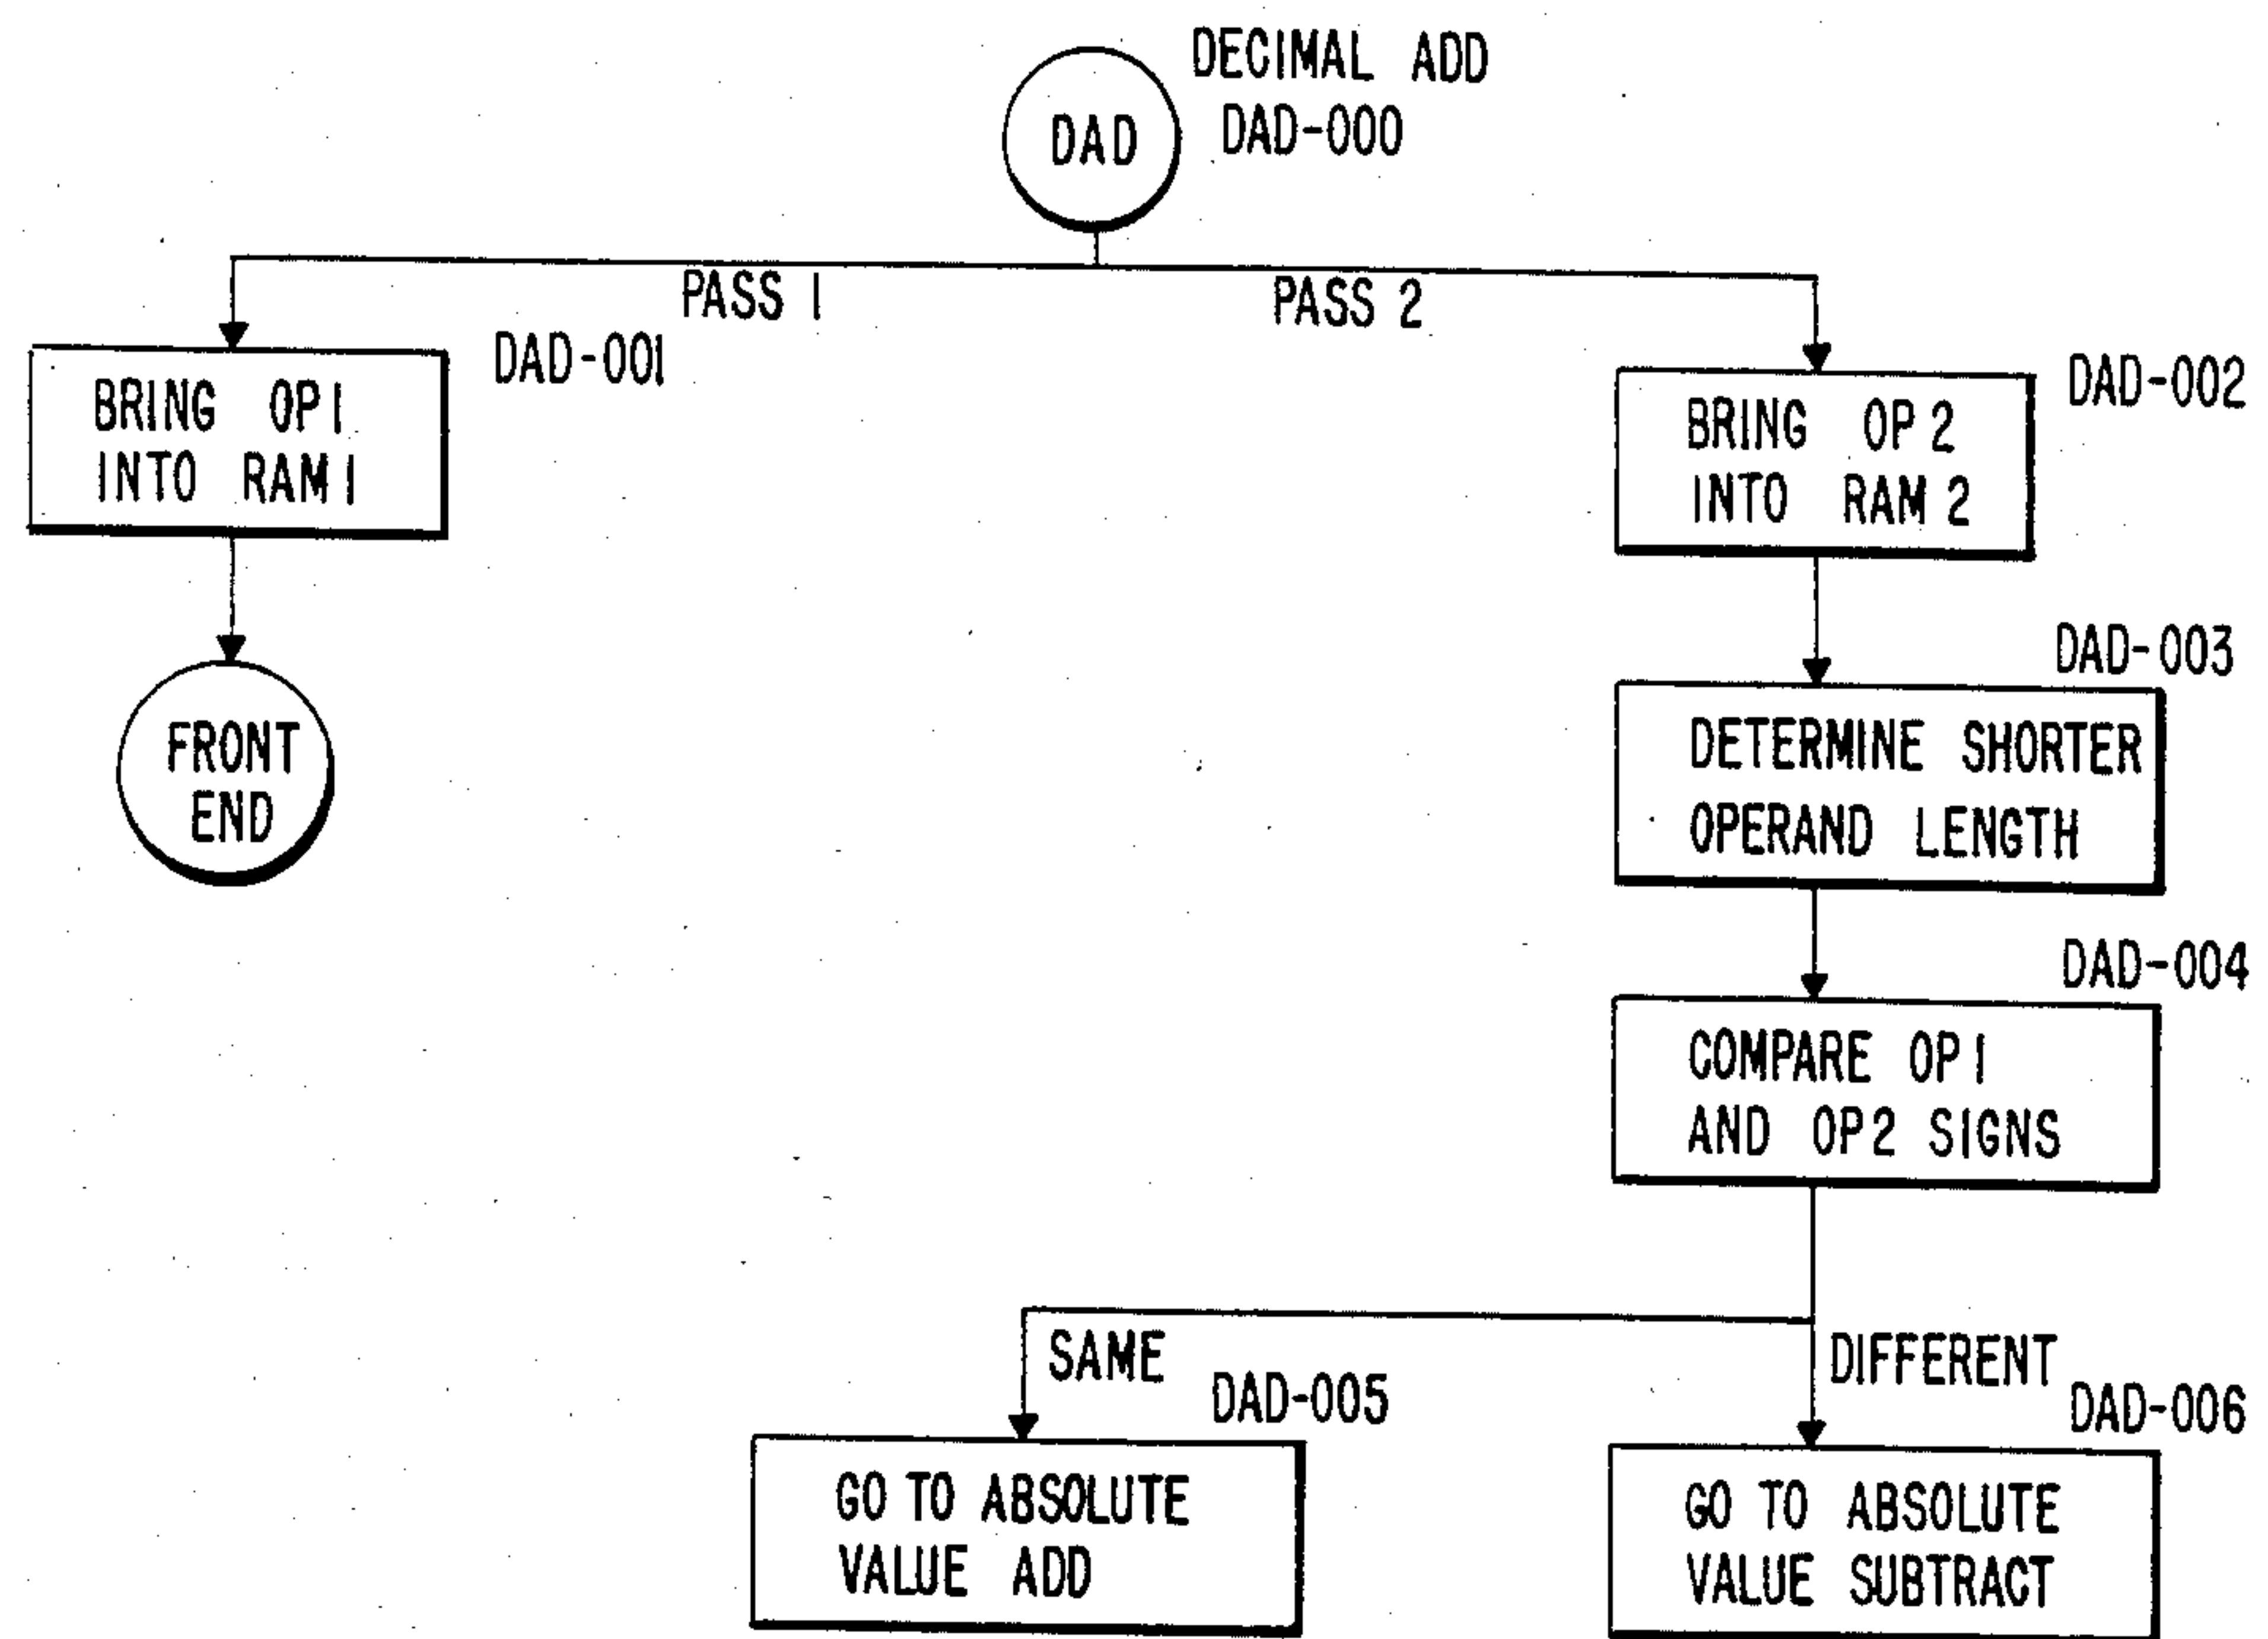 DECIMAL ADD
DAD
DAD-000
PASS 1
PASS 2
DAD-001
BRING OP1
INTO RAM1
FRONT
END
DAD-002
BRING OP2
INTO RAM 2
DAD-003
DETERMINE SHORTER
OPERAND LENGTH
DAD-004
COMPARE OP1
AND OP2 SIGNS
SAME
DIFFERENT
DAD-005
GO TO ABSOLUTE
VALUE ADD
DAD-006
GO TO ABSOLUTE
VALUE SUBTRACT